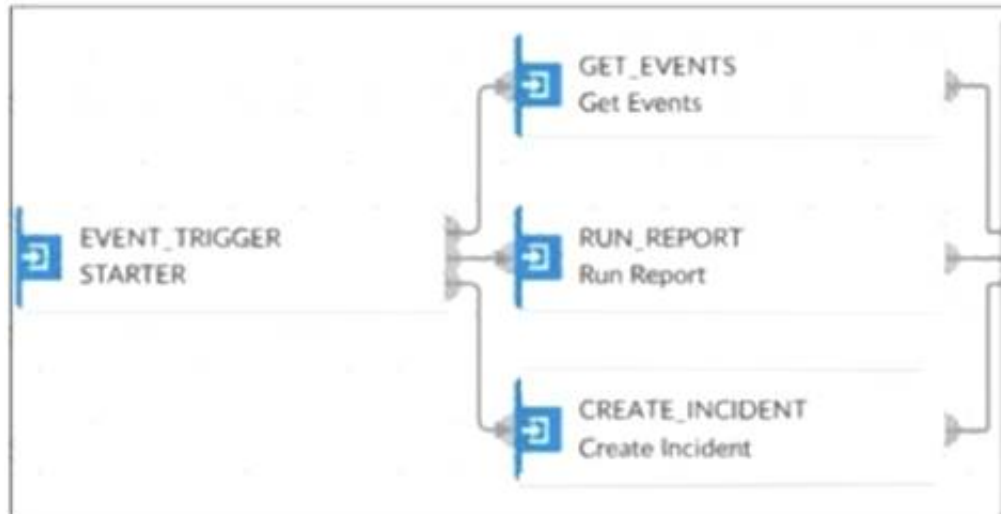 GET_EVENTS
Get Events
EVENT_TRIGGER
STARTER
RUN_REPORT
Run Report
CREATE_INCIDENT
Create Incident